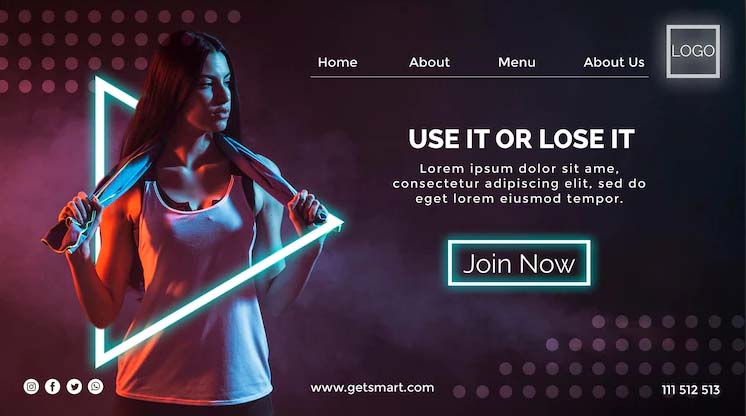 Home About Menu About Us
LOGO
USE IT OR LOSE IT
Lorem ipsum dolor sit ame,
consectetur adipiscing elit, sed do
eget lorem eiusmod tempor.
Join Now
www.getsmart.com
111 512 513